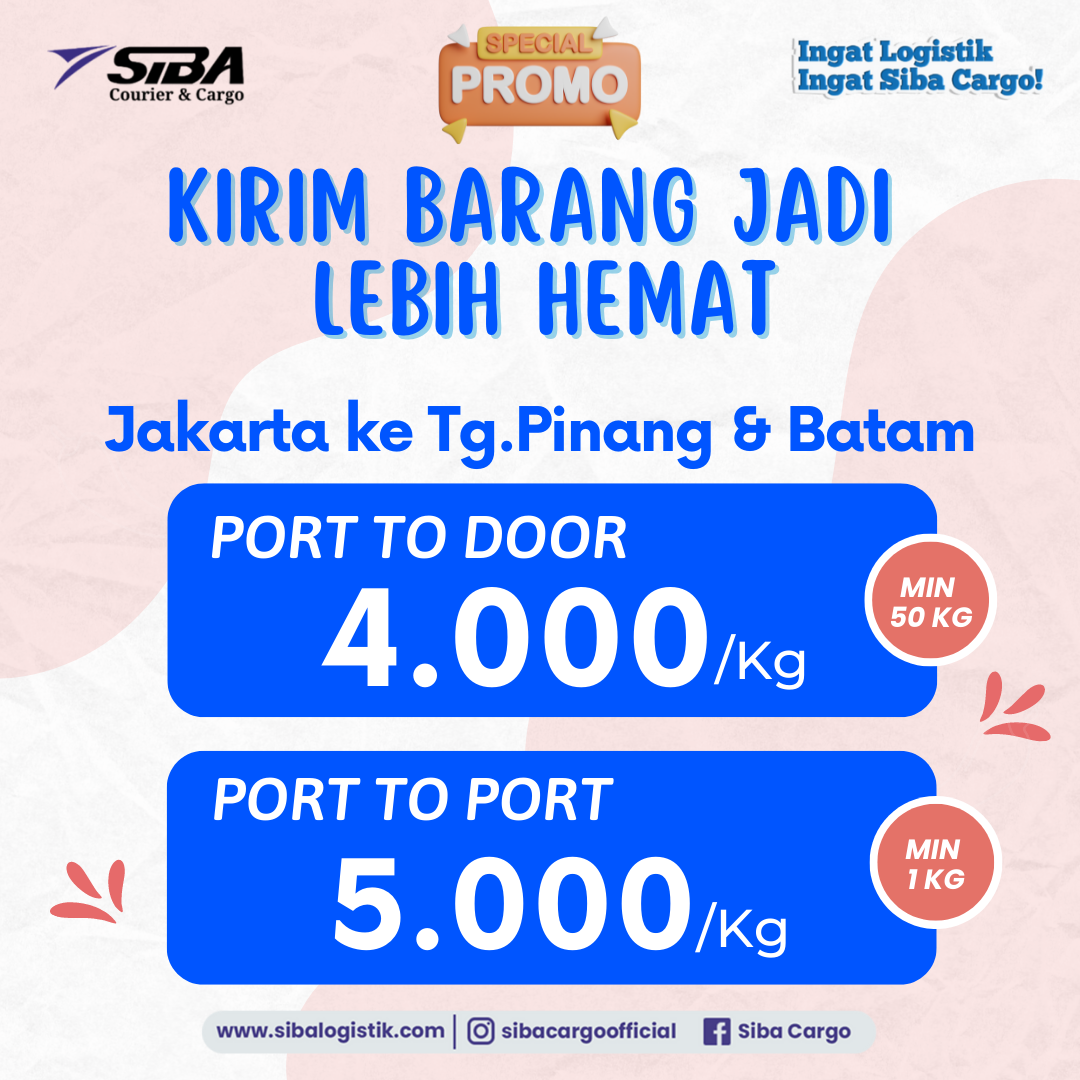 SIBA
Courier & Cargo
SPECIAL
PROMO
Ingat Logistik
Ingat Siba Cargo!
KIRIM BARANG JADI
LEBIH HEMAT
Jakarta ke Tg.Pinang & Batam
PORT TO DOOR
4.000/Kg
MIN
50 KG
PORT TO PORT
5.000/Kg
MIN
1 KG
www.sibalogistik.com | sibacargoofficial Siba Cargo